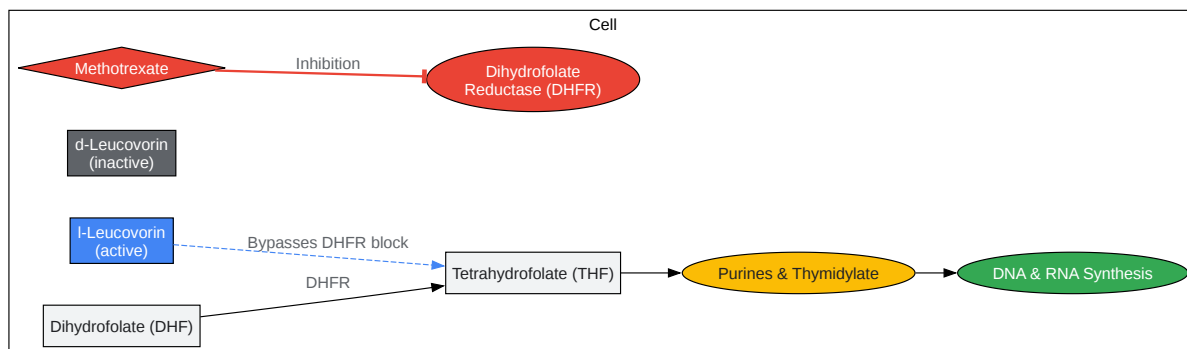 Cell
Methotrexate
Inhibition
Dihydrofolate
Reductase (DHFR)
d-Leucovorin
(inactive)
l-Leucovorin
(active)
Bypasses DHFR block
Tetrahydrofolate (THF)
Purines & Thymidylate
DNA & RNA Synthesis
DHFR
Dihydrofolate (DHF)